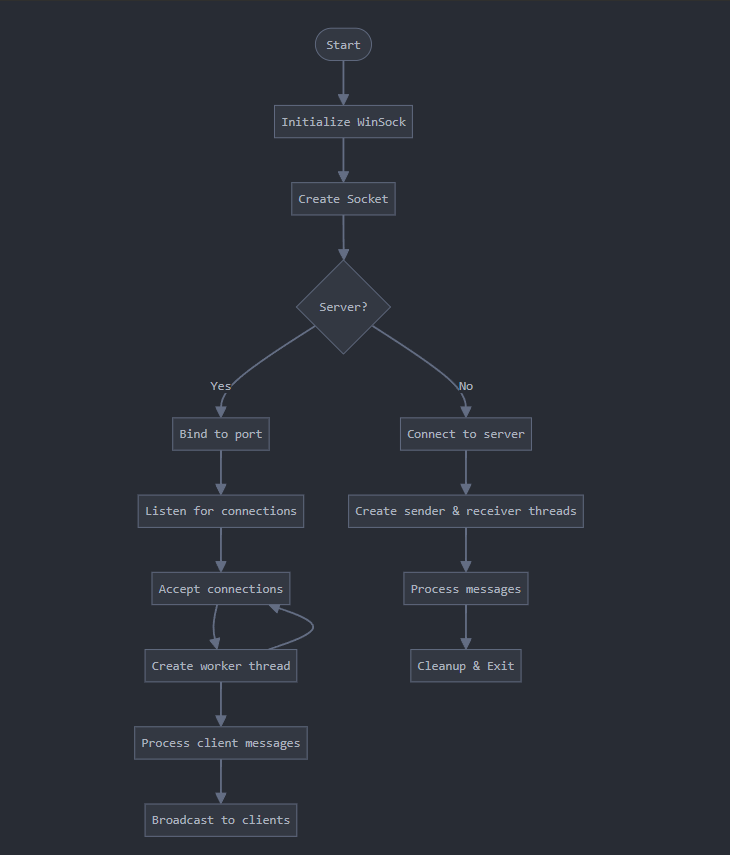 Start
Initialize WinSock
Create Socket
Server?
Yes
No
Bind to port
Connect to server
Listen for connections
Create sender & receiver threads
Accept connections
Process messages
Create worker thread
Cleanup & Exit
Process client messages
Broadcast to clients